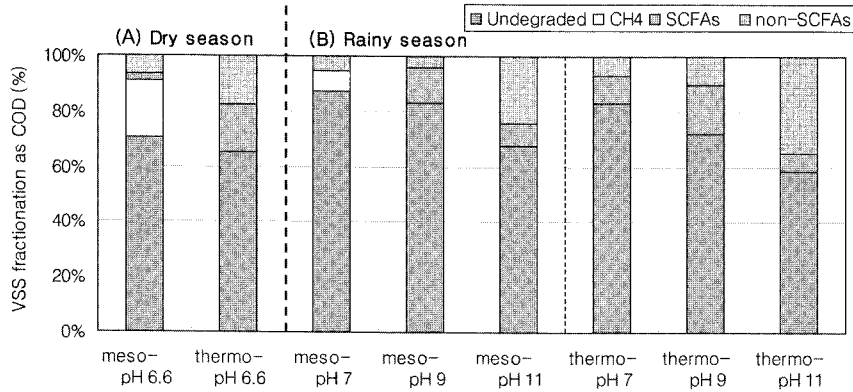 Undegraded CH4 SCFAs non-SCFAs
(A) Dry season (B) Rainy season
VSS fractionation as COD (%)
100%
80%
60%
40%
20%
0%
meso- thermo- meso- meso- meso- thermo- thermo- thermo-
pH 6.6 pH 6.6 pH 7 pH 9 pH 11 pH 7 pH 9 pH 11